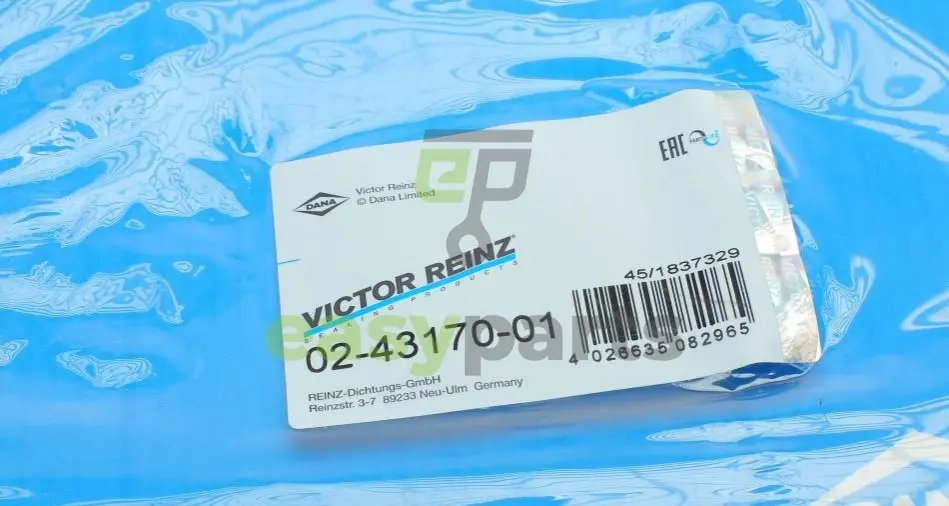 EAC
DANA
Victor Reinz
© Dana Limited
VICTOR REINZ®
SEALING PRODUCTS
45/1837329
02-43170-01
4 026635 082965
REINZ-Dichtungs-GmbH
Reinzstr. 3-7 89233 Neu-Ulm Germany
ep
easyparts